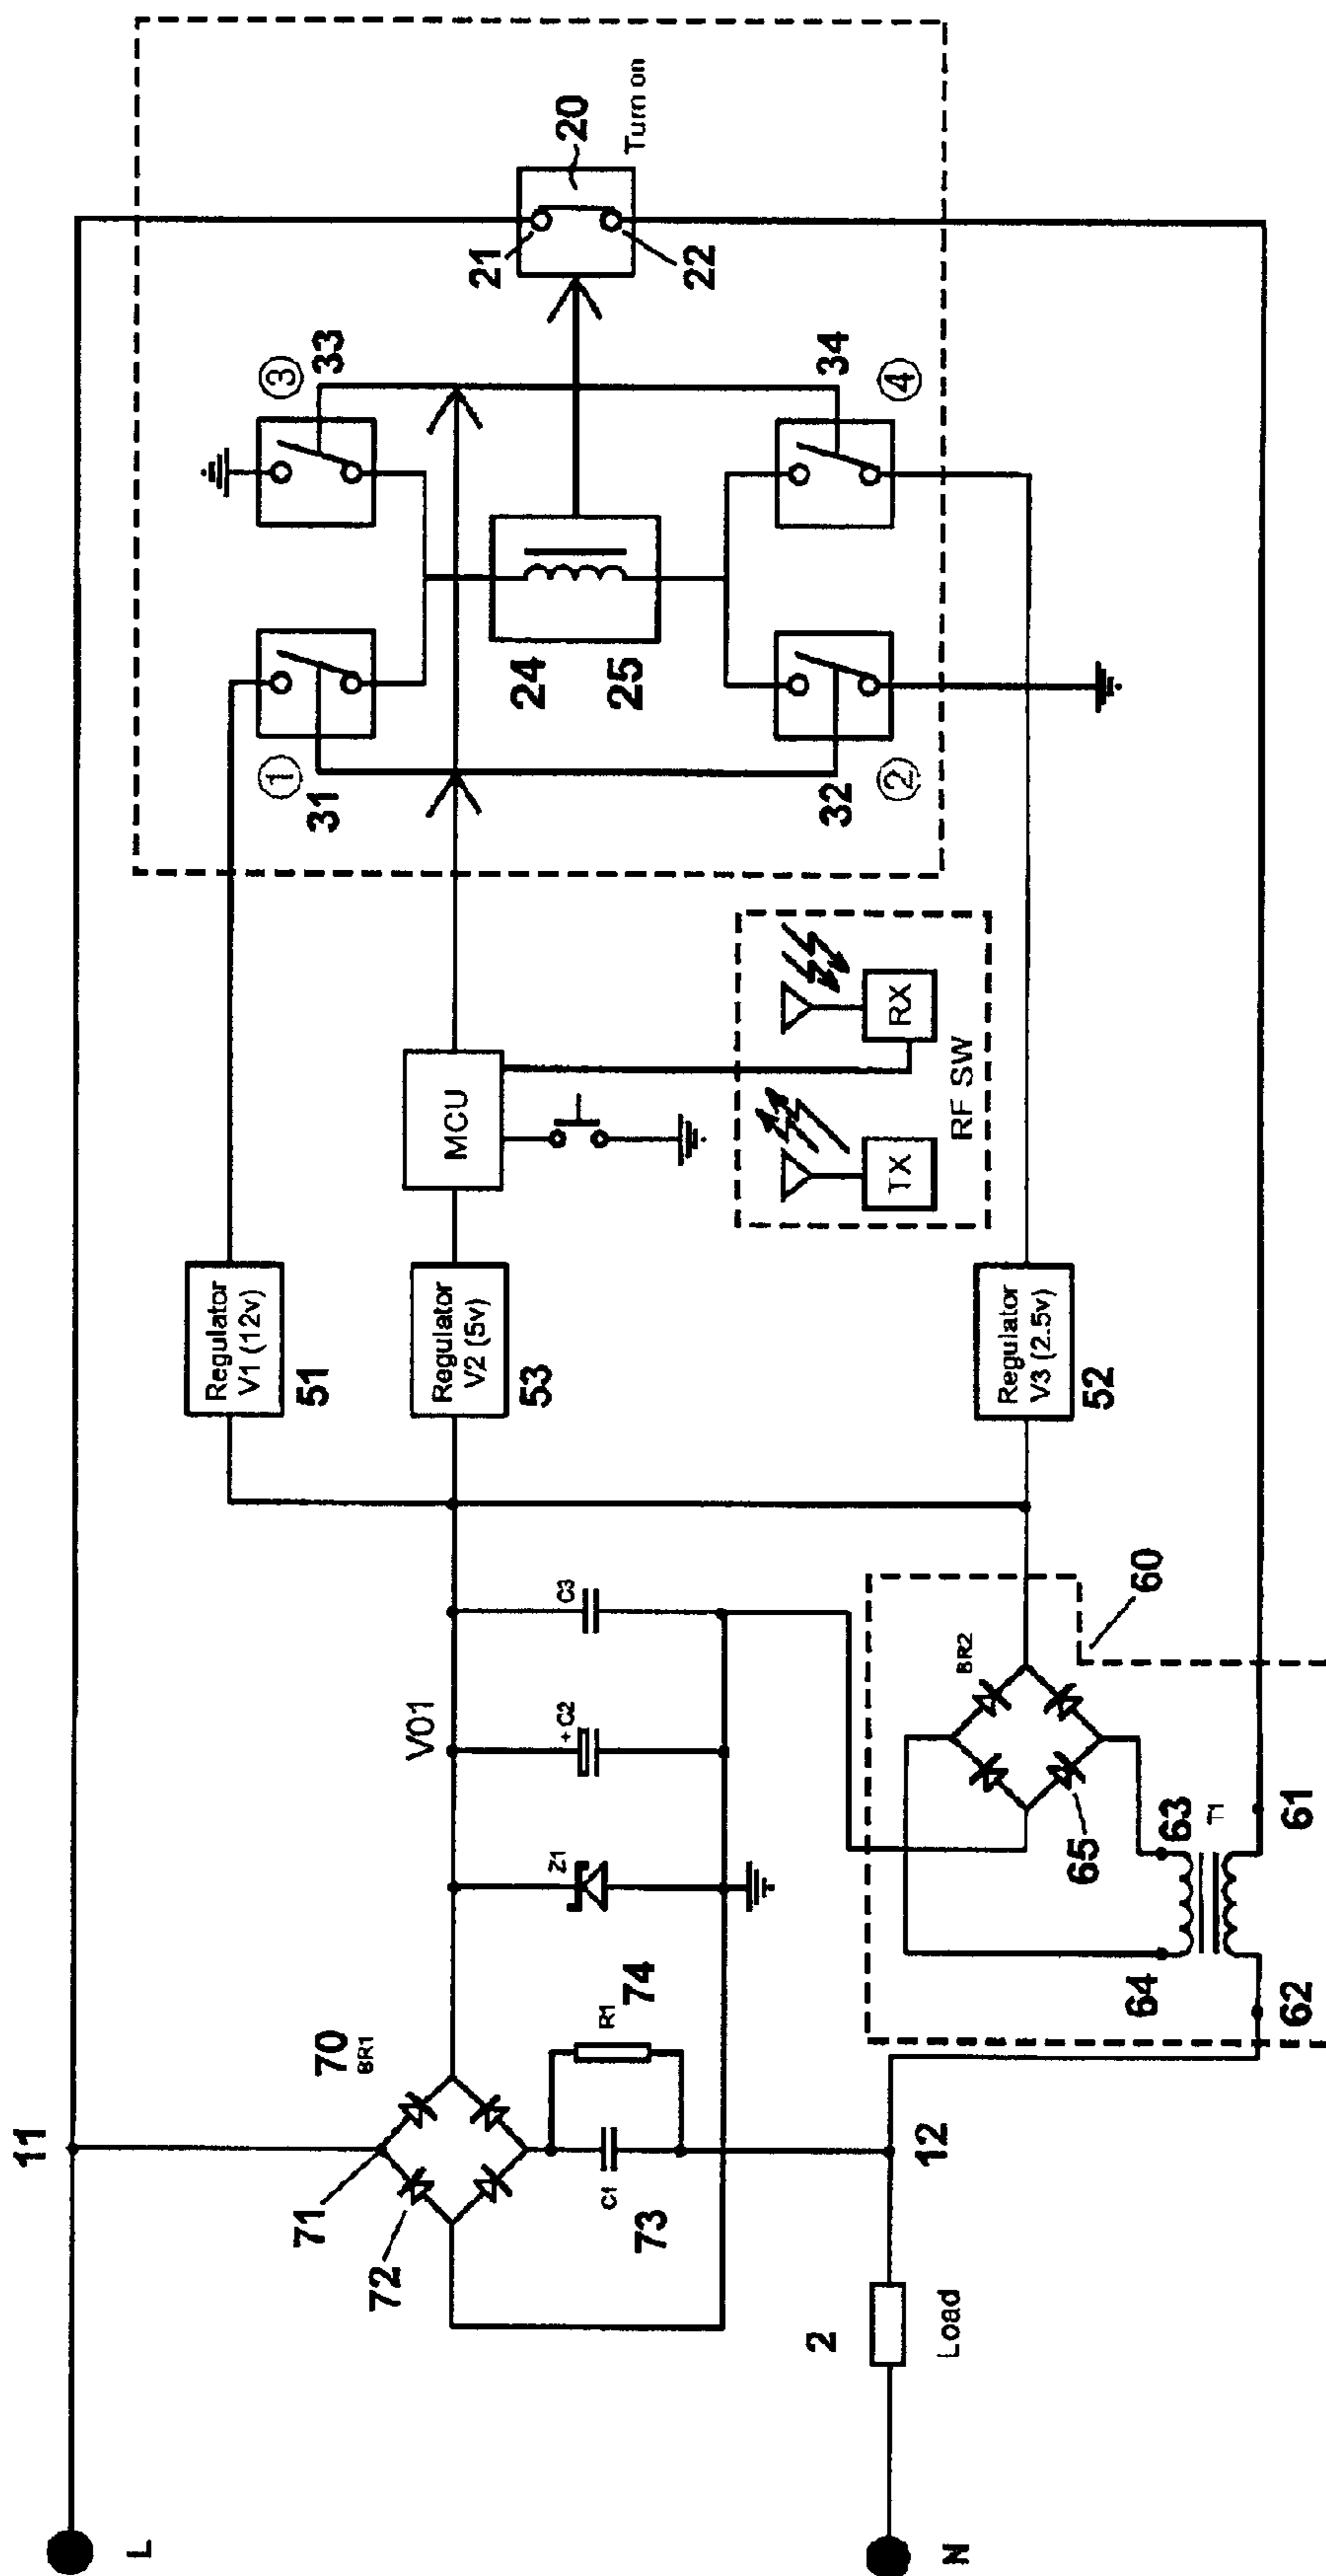 L
11
71
72
70
BR1
C1
73
R1
74
Z1
V01
+C2
C3
2
Load
N
12
62
64
63
T1
61
65
BR2
60
Regulator
V1 (12v)
51
Regulator
V2 (5v)
53
Regulator
V3 (2.5v)
52
MCU
TX
RX
RF SW
①
31
③
33
24
25
32
②
34
④
21
22
20
Turn on